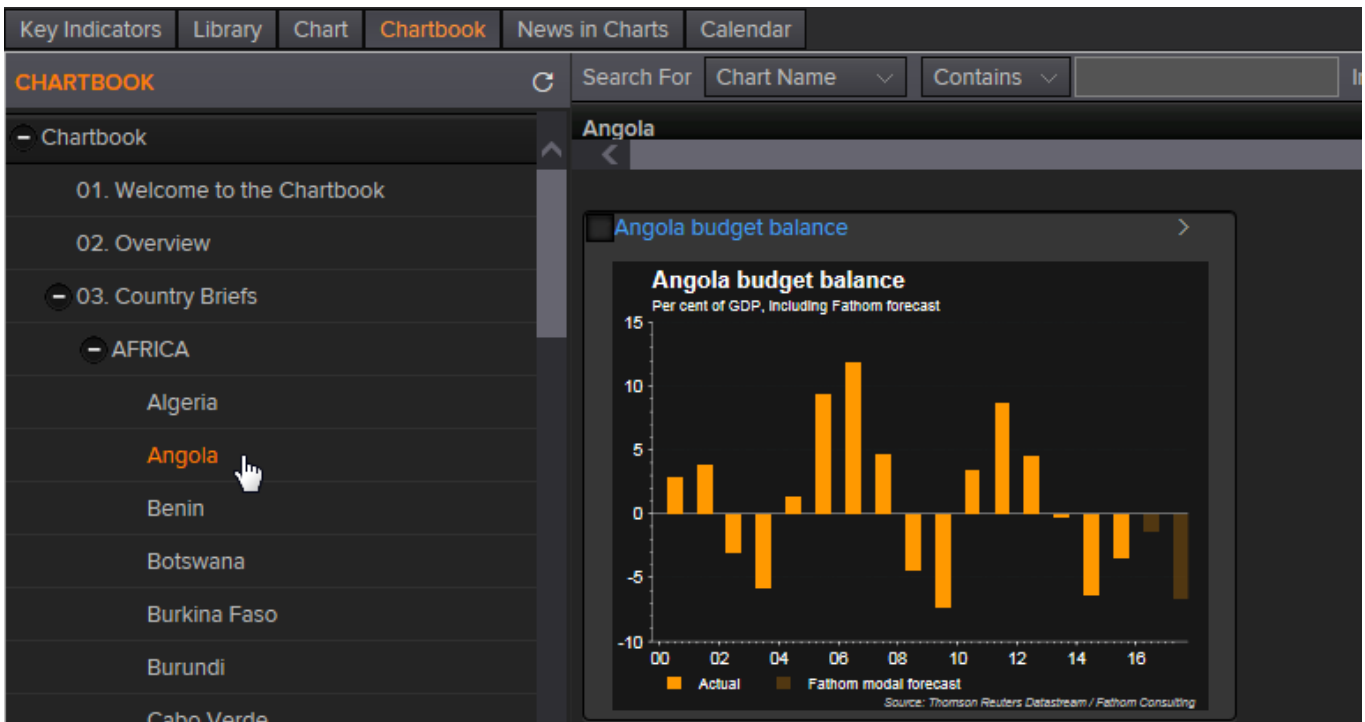 Key Indicators Library Chart Chartbook News in Charts Calendar
CHARTBOOK
Search For Chart Name Contains
Chartbook
01. Welcome to the Chartbook
02. Overview
03. Country Briefs
AFRICA
Algeria
Angola
Benin
Botswana
Burkina Faso
Burundi
Cabo Verde
Angola
Angola budget balance
Angola budget balance
Per cent of GDP, including Fathom forecast
15
10
5
0
-5
-10
00 02 04 06 08 10 12 14 16
Actual Fathom modal forecast
Source: Thomson Reuters Datastream / Fathom Consulting